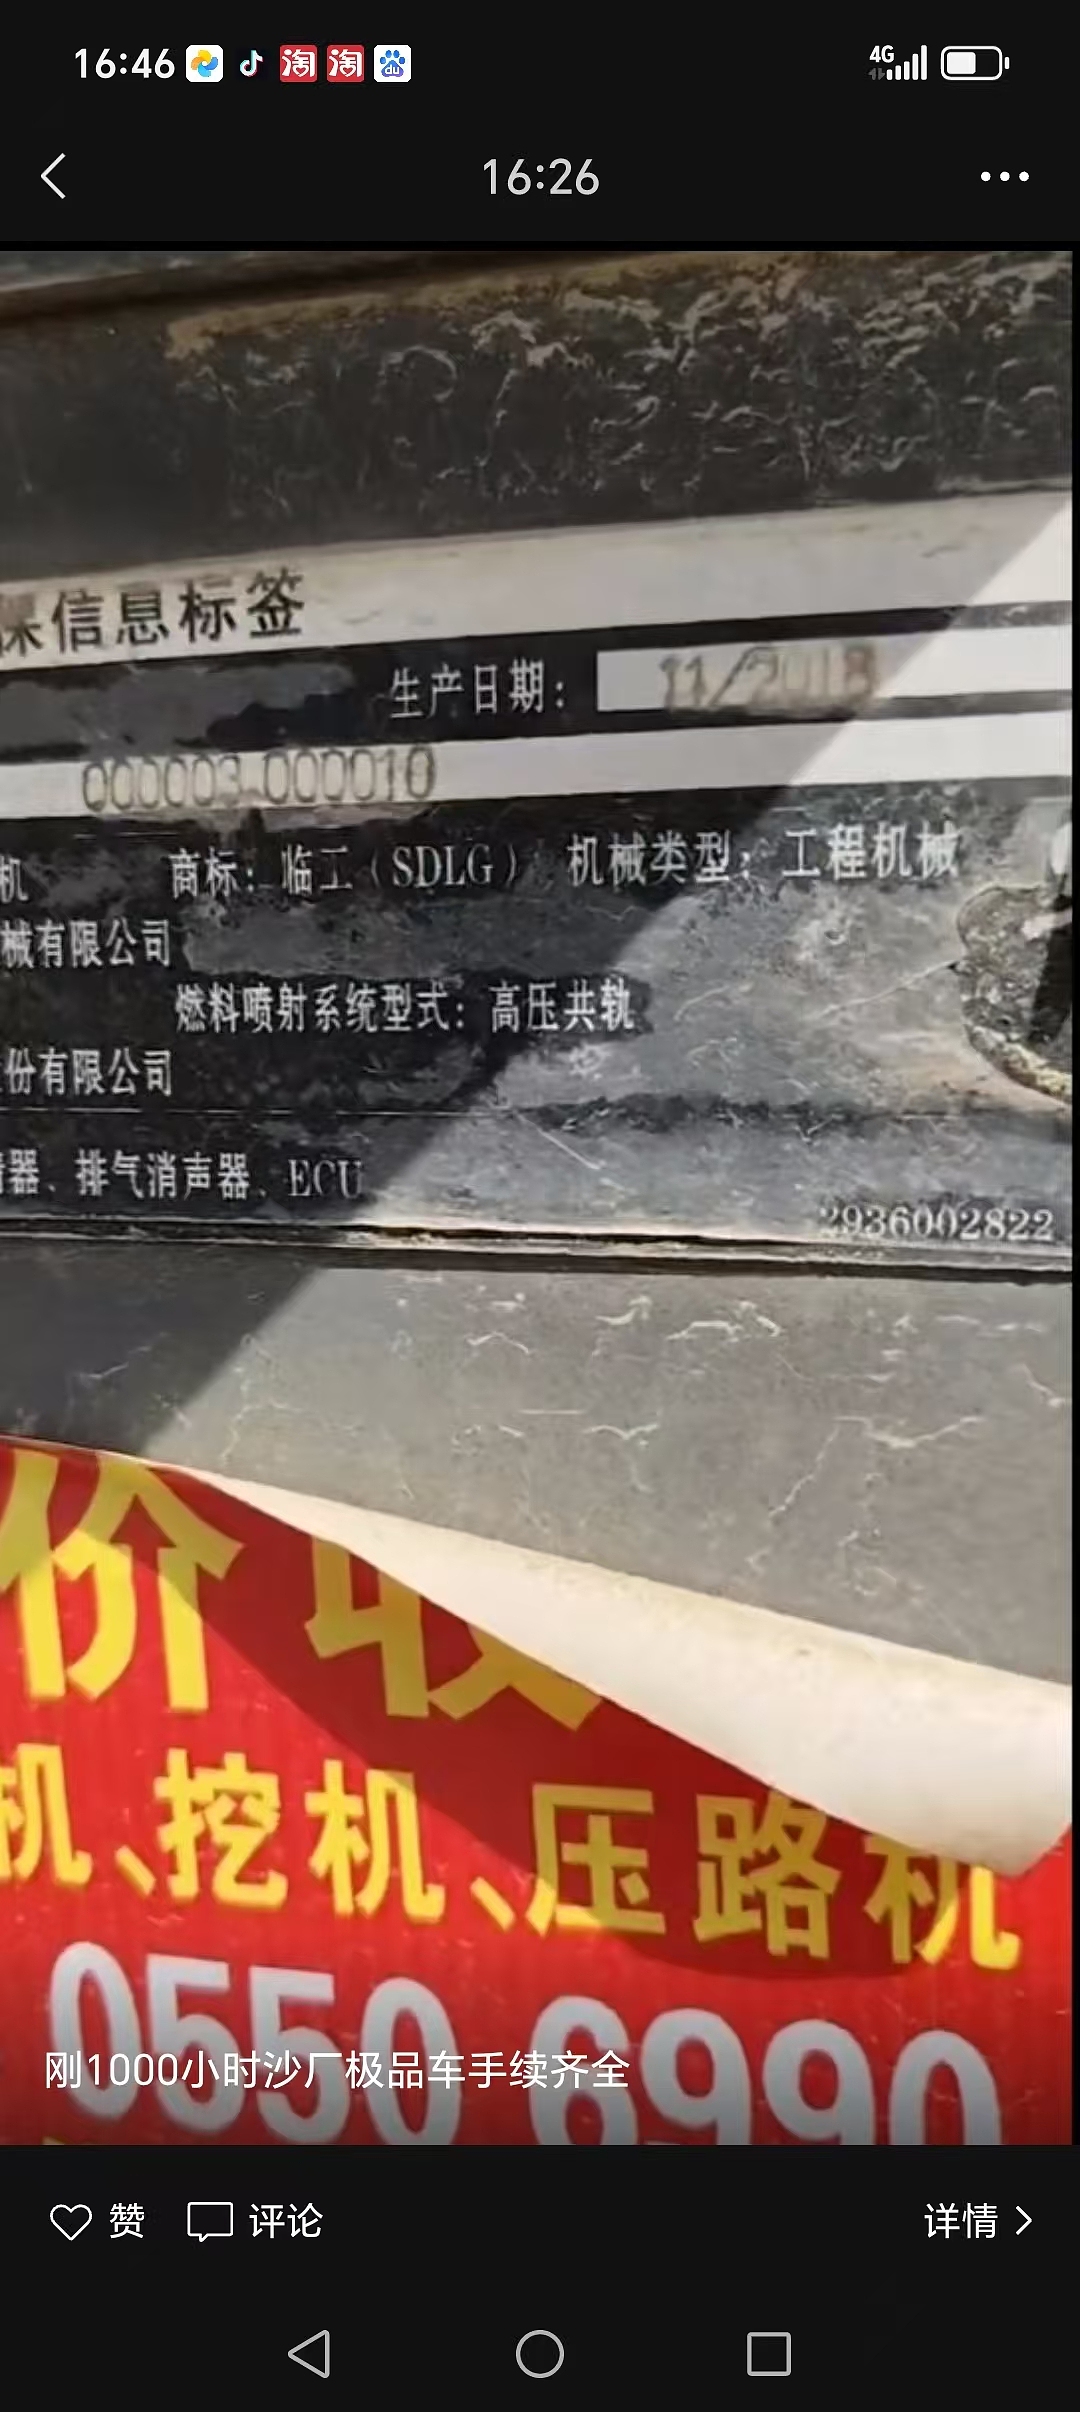 16:46
4G
16:26
保信息标签
生产日期：11/2018
000003 000010
机 商标：临工（SDLG） 机械类型：工程机械
械有限公司
燃料喷射系统型式：高压共轨
份有限公司
器、排气消声器、ECU
2936002822
价收
机、挖机、压路机
0550 6990
刚1000小时沙厂极品车手续齐全
赞 评论 详情